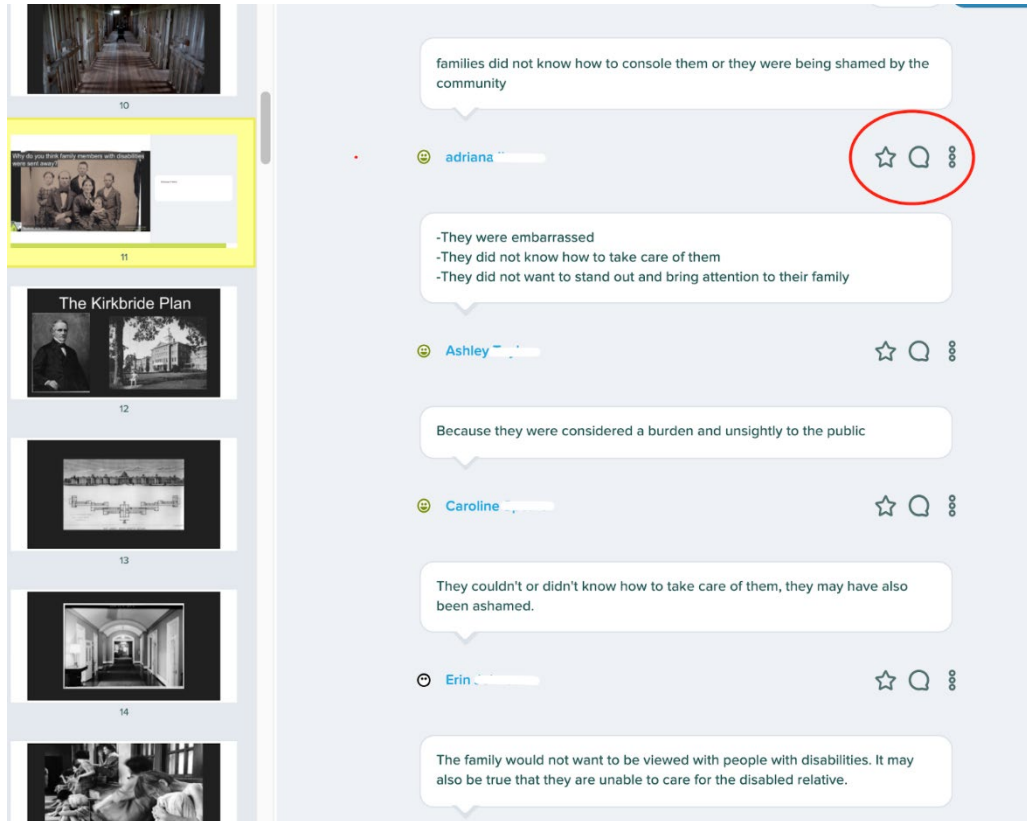 10
Why do you think family members with disabilities
were sent away?
11
The Kirkbride Plan
12
13
14
families did not know how to console them or they were being shamed by the
community
adriana
-They were embarrassed
-They did not know how to take care of them
-They did not want to stand out and bring attention to their family
Ashley
Because they were considered a burden and unsightly to the public
Caroline
They couldn't or didn't know how to take care of them, they may have also
been ashamed.
Erin
The family would not want to be viewed with people with disabilities. It may
also be true that they are unable to care for the disabled relative.